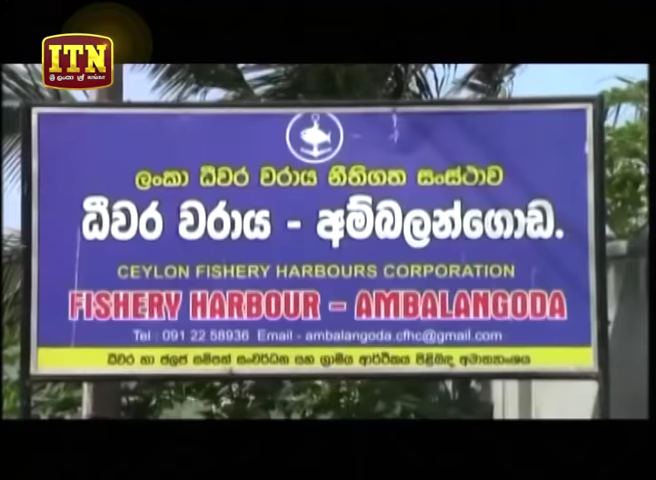 ITN
ලංකා ධීවර වරාය නීතිගත සංස්ථාව
ධීවර වරාය - අම්බලන්ගොඩ.
CEYLON FISHERY HARBOURS CORPORATION
FISHERY HARBOUR – AMBALANGODA
Tel : 091 22 58936 Email - ambalangoda.cfhc@gmail.com
ධීවර හා ජලජ සම්පත් සංවර්ධන සහ ග්‍රාමීය ආර්ථිකය පිළිබඳ අමාත්‍යාංශය